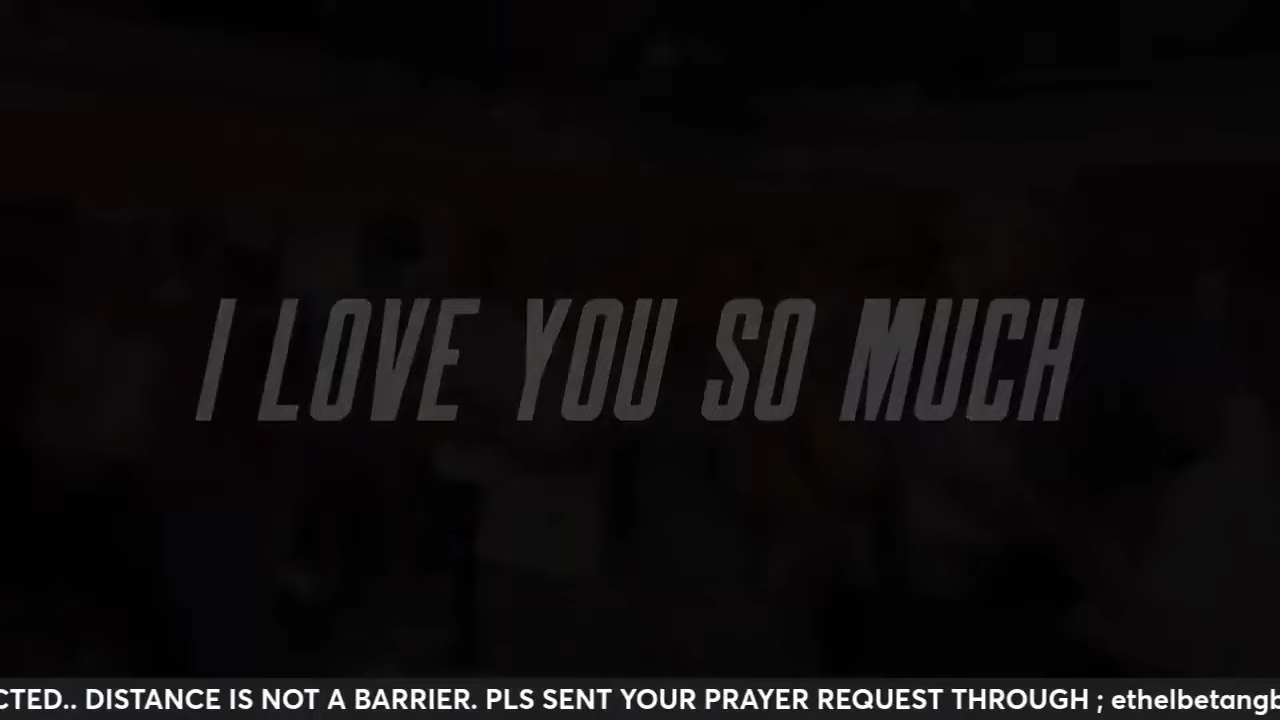 I LOVE YOU SO MUCH
CTED.. DISTANCE IS NOT A BARRIER. PLS SENT YOUR PRAYER REQUEST THROUGH ; ethelbetangb